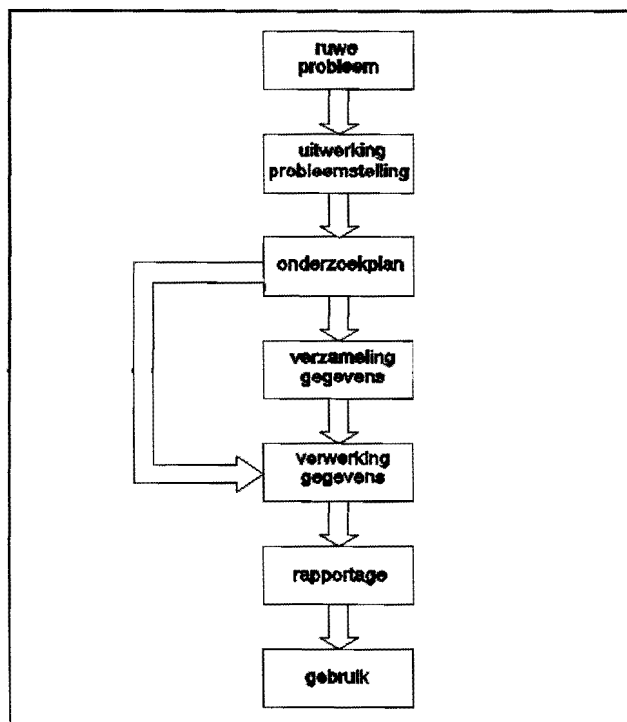 ruwe
probleem
uitwerking
probleemstelling
onderzoekplan
verzameling
gegevens
verwerking
gegevens
rapportage
gebruik